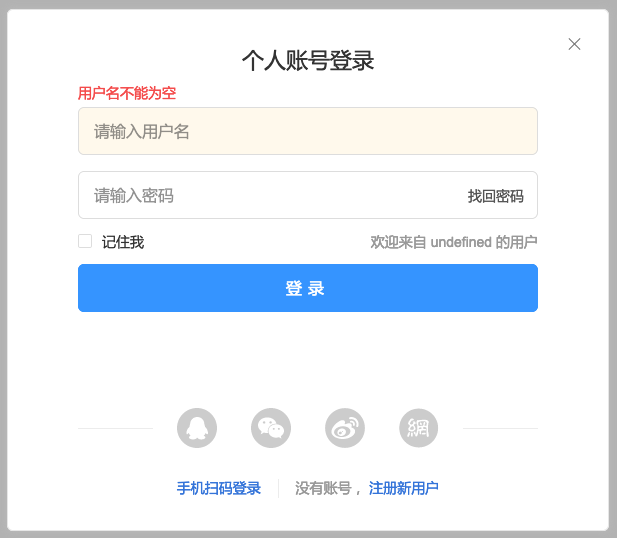 个人账号登录
用户名不能为空
请输入用户名
请输入密码 找回密码
记住我 欢迎来自 undefined 的用户
登 录
網
手机扫码登录 没有账号，注册新用户